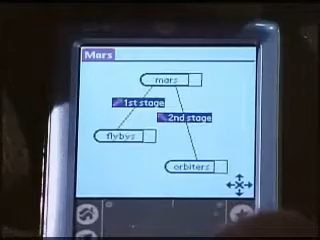 Mars
mars
1st stage
2nd stage
flybys
orbiters